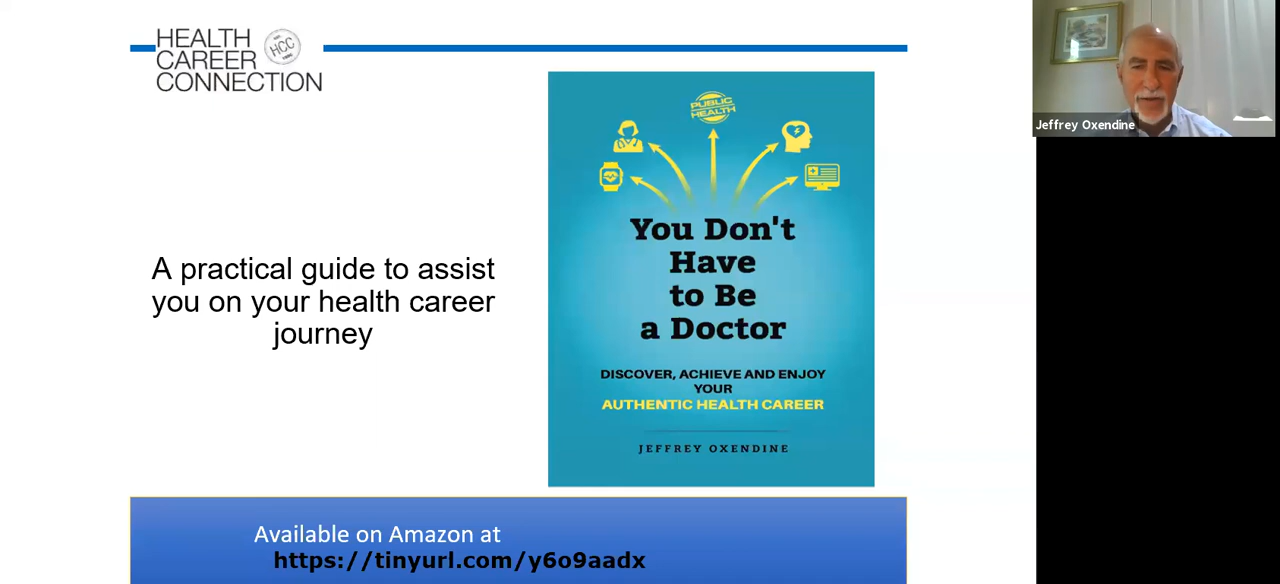 HEALTH
CAREER
CONNECTION
HCC
A practical guide to assist
you on your health career
journey
PUBLIC
HEALTH
You Don't
Have
to Be
a Doctor
DISCOVER, ACHIEVE AND ENJOY
YOUR
AUTHENTIC HEALTH CAREER
JEFFREY OXENDINE
Available on Amazon at
https://tinyurl.com/y6o9aadx
Jeffrey Oxendine